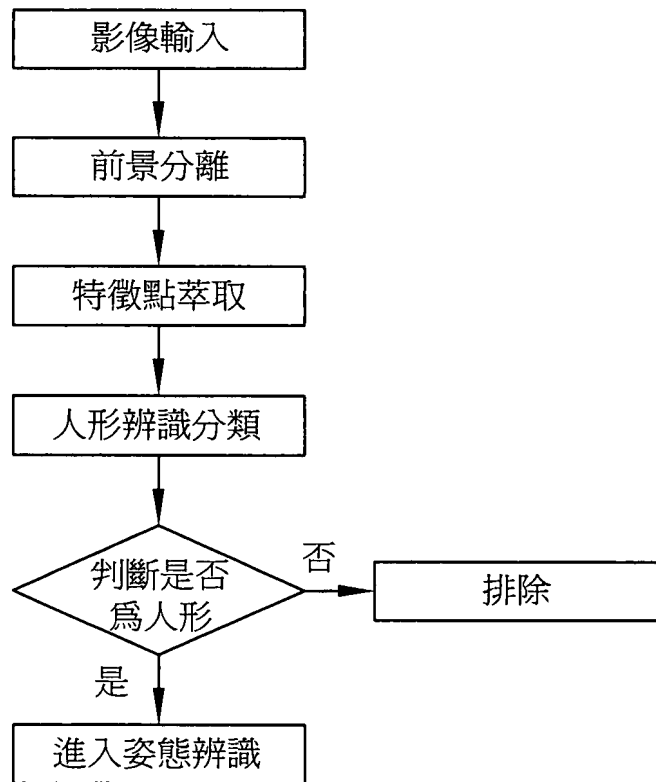 影像輸入
前景分離
特徵點萃取
人形辨識分類
判斷是否
爲人形
否
排除
是
進入姿態辨識